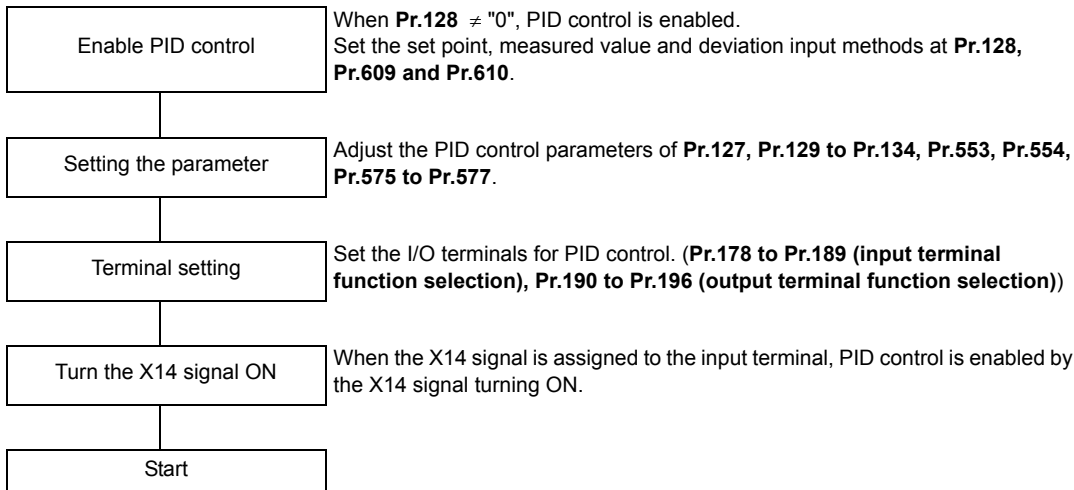 Enable PID control
When Pr.128 ≠ "0", PID control is enabled.
Set the set point, measured value and deviation input methods at Pr.128,
Pr.609 and Pr.610.
Setting the parameter
Adjust the PID control parameters of Pr.127, Pr.129 to Pr.134, Pr.553, Pr.554,
Pr.575 to Pr.577.
Terminal setting
Set the I/O terminals for PID control. (Pr.178 to Pr.189 (input terminal
function selection), Pr.190 to Pr.196 (output terminal function selection))
Turn the X14 signal ON
When the X14 signal is assigned to the input terminal, PID control is enabled by
the X14 signal turning ON.
Start